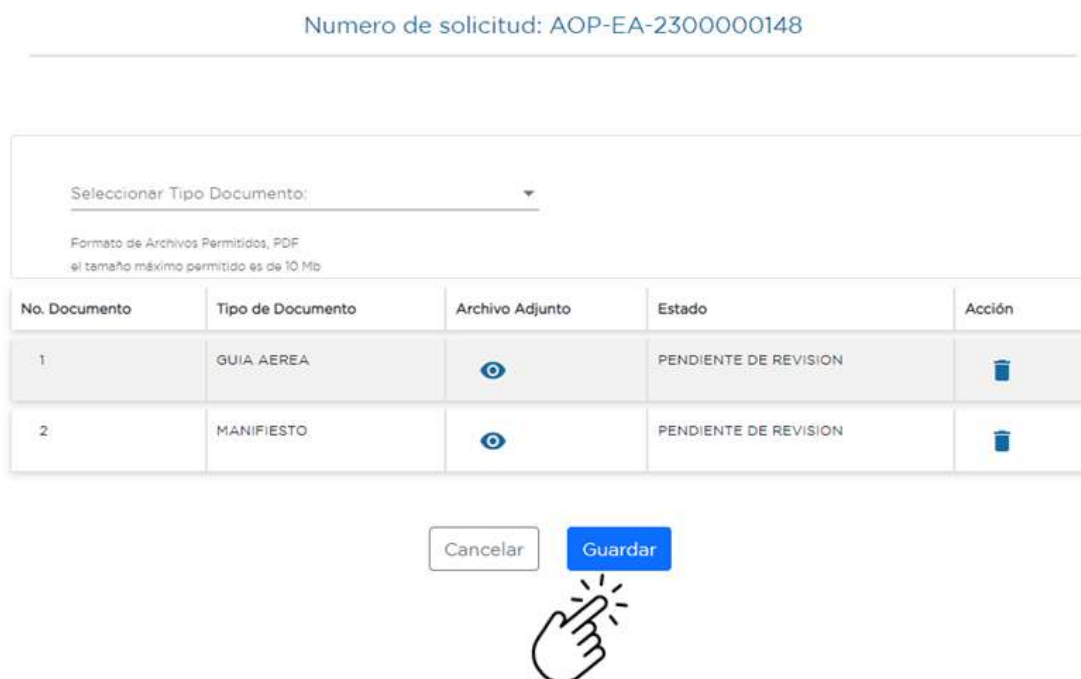 Numero de solicitud: AOP-EA-2300000148
Seleccionar Tipo Documento:
Formato de Archivos Permitidos, PDF
el tamaño máximo permitido es de 10 Mb
No. Documento Tipo de Documento Archivo Adjunto Estado Acción
1 GUIA AEREA PENDIENTE DE REVISION
2 MANIFIESTO PENDIENTE DE REVISION
Cancelar Guardar